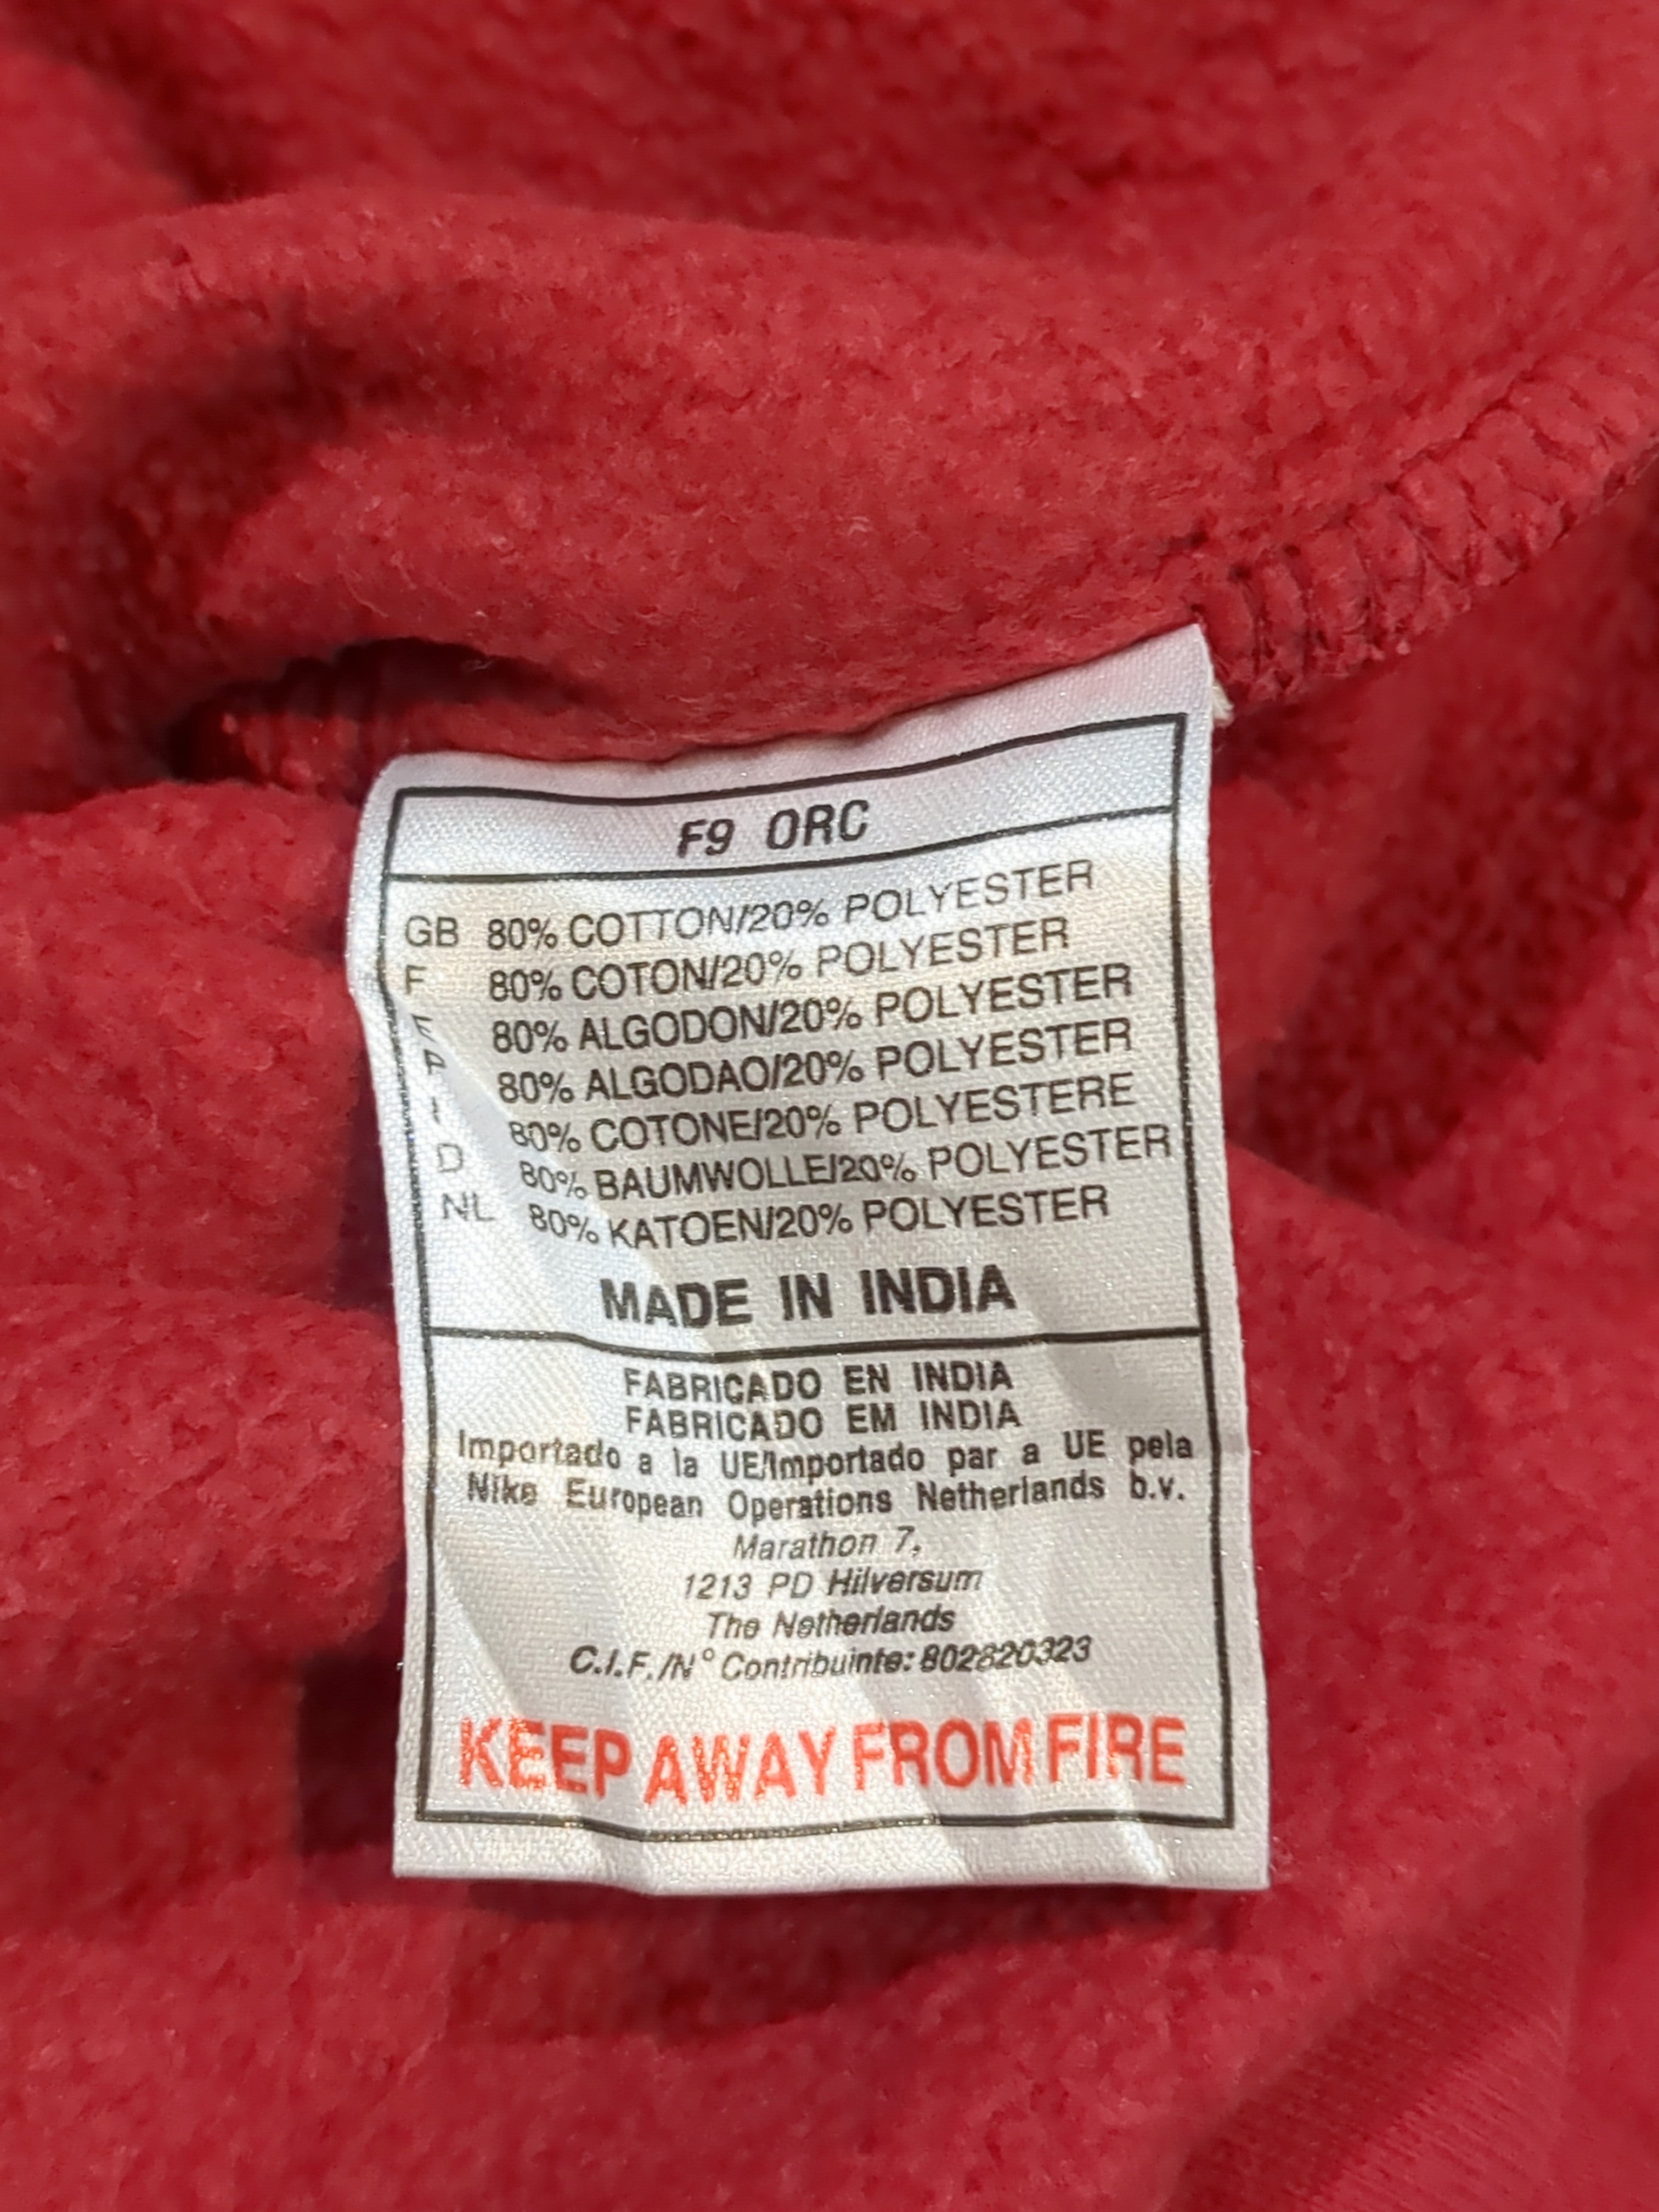 F9 ORC
GB 80% COTTON/20% POLYESTER
F 80% COTON/20% POLYESTER
E 80% ALGODON/20% POLYESTER
P 80% ALGODAO/20% POLYESTER
I 80% COTONE/20% POLYESTERE
D 80% BAUMWOLLE/20% POLYESTER
NL 80% KATOEN/20% POLYESTER
MADE IN INDIA
FABRICADO EN INDIA
FABRICADO EM INDIA
Importado a la UE/Importado par a UE pela
Nike European Operations Netherlands b.v.
Marathon 7,
1213 PD Hilversum
The Netherlands
C.I.F./N° Contribuinte: 802820323
KEEP AWAY FROM FIRE